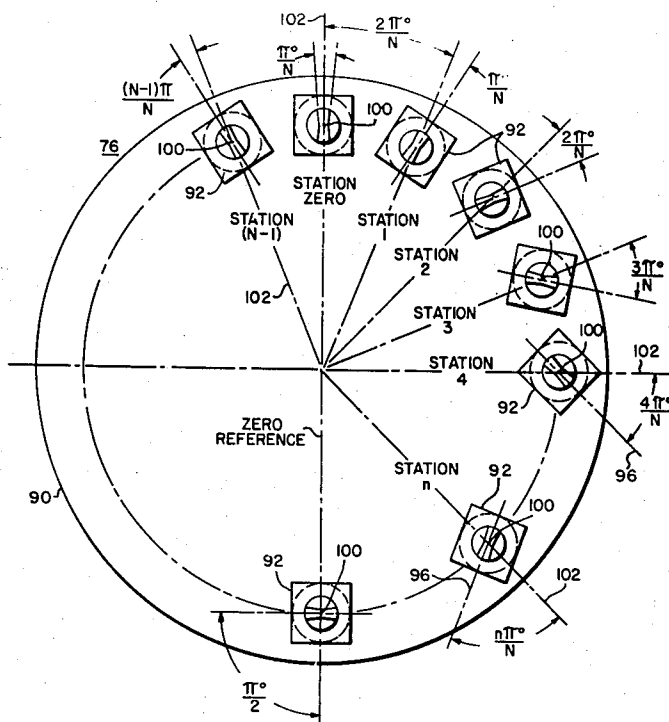 102
2π°
N
π°
N
π
N
(N-1)π
N
76
100
100
92
92
2π°
N
STATION
ZERO
STATION
(N-1)
STATION
1
STATION
2
100
3π°
N
STATION
3
102
100
STATION
4
102
92
4π°
N
ZERO
REFERENCE
96
STATION
n
92
100
90
92
100
96
102
nπ°
N
π°
2